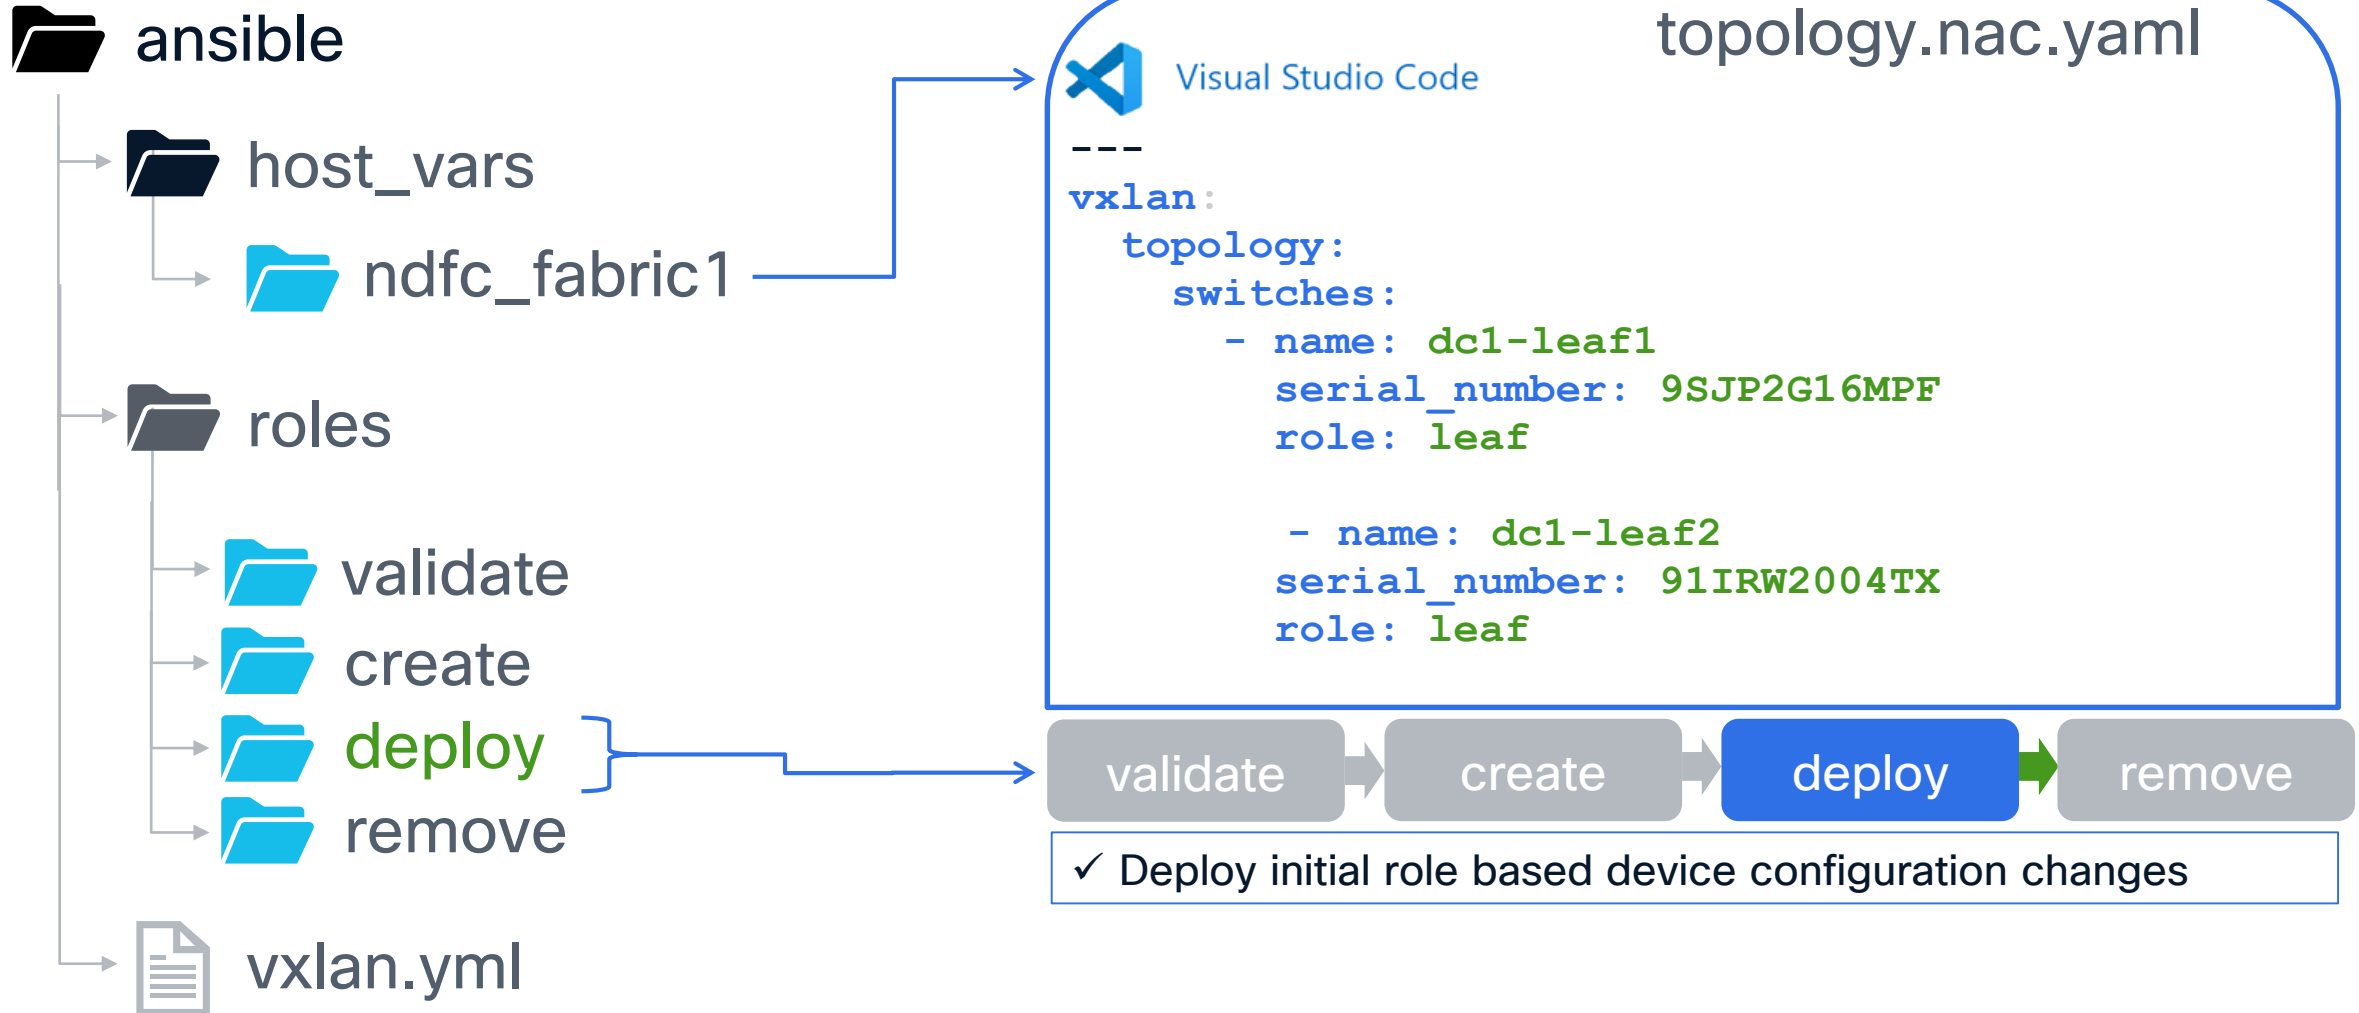 ansible
host_vars
ndfc_fabric1
roles
validate
create
deploy
remove
vxlan.yml
topology.nac.yaml
Visual Studio Code
---
vxlan:
  topology:
    switches:
      - name: dc1-leaf1
        serial_number: 9SJP2G16MPF
        role: leaf
        - name: dc1-leaf2
        serial_number: 91IRW2004TX
        role: leaf
validate create deploy remove
✓ Deploy initial role based device configuration changes